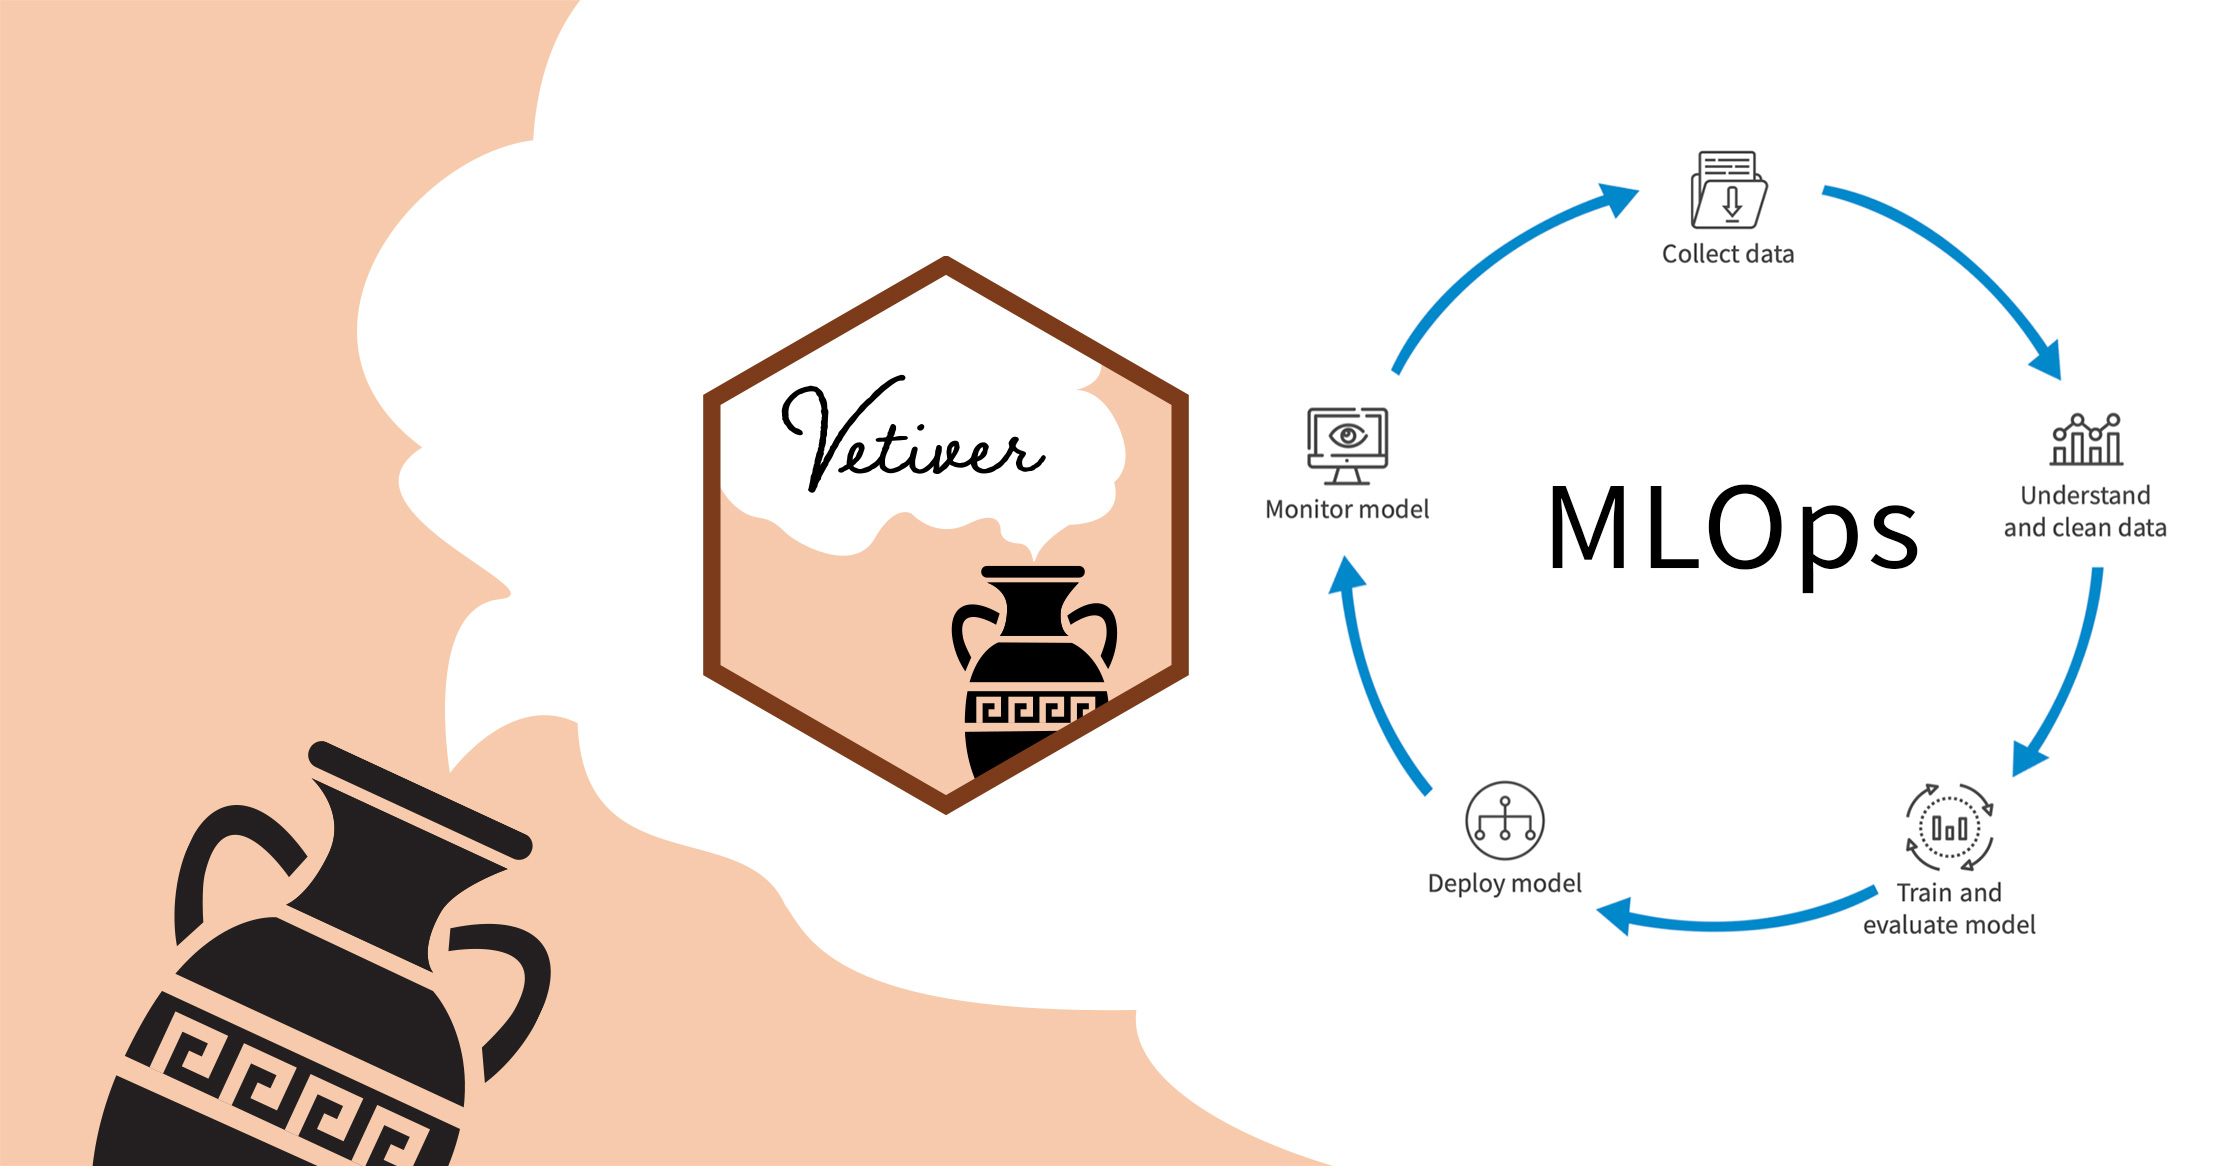 Vetiver
MLOps
Collect data
Understand
and clean data
Train and
evaluate model
Deploy model
Monitor model